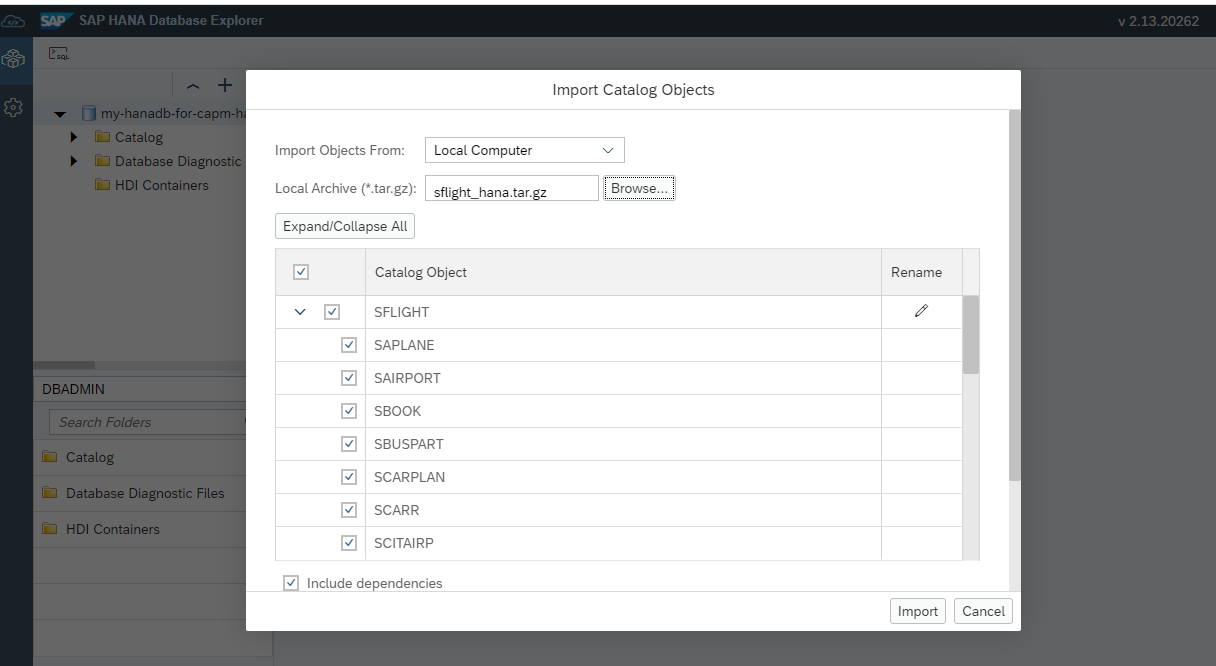 SAP SAP HANA Database Explorer
v 2.13.20262
SQL
Import Catalog Objects
my-hanadb-for-capm-ha
Catalog
Database Diagnostic
HDI Containers
Import Objects From: Local Computer
Local Archive (*.tar.gz): sflight_hana.tar.gz Browse...
Expand/Collapse All
Catalog Object Rename
SFLIGHT
SAPLANE
SAIRPORT
SBOOK
SBUSPART
SCARPLAN
SCARR
SCITAIRP
Include dependencies
Import Cancel
DBADMIN
Search Folders
Catalog
Database Diagnostic Files
HDI Containers